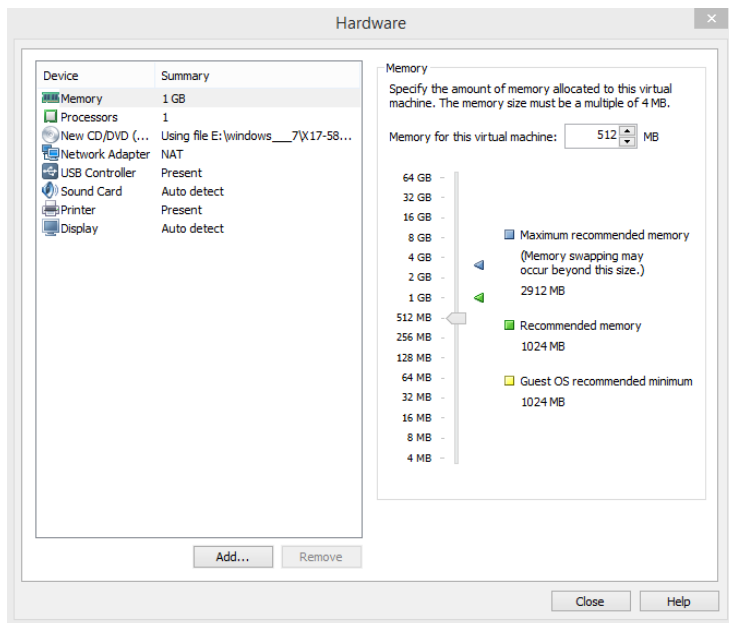 Hardware
Device Summary
Memory 1 GB
Processors 1
New CD/DVD (... Using file E:\windows___7\X17-58...
Network Adapter NAT
USB Controller Present
Sound Card Auto detect
Printer Present
Display Auto detect
Add... Remove
Memory
Specify the amount of memory allocated to this virtual
machine. The memory size must be a multiple of 4 MB.
Memory for this virtual machine: 512 MB
64 GB
32 GB
16 GB
8 GB
4 GB
2 GB
1 GB
512 MB
256 MB
128 MB
64 MB
32 MB
16 MB
8 MB
4 MB
Maximum recommended memory
(Memory swapping may
occur beyond this size.)
2912 MB
Recommended memory
1024 MB
Guest OS recommended minimum
1024 MB
Close Help